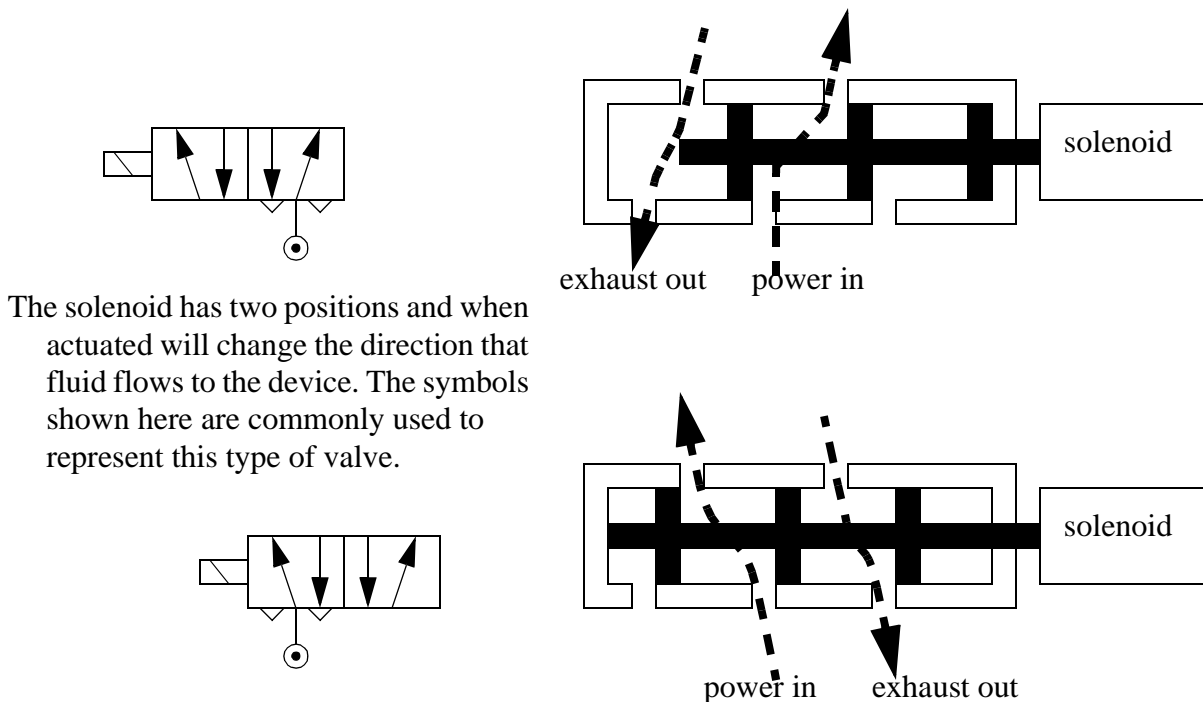 solenoid
exhaust out
power in
The solenoid has two positions and when
actuated will change the direction that
fluid flows to the device. The symbols
shown here are commonly used to
represent this type of valve.
solenoid
power in
exhaust out